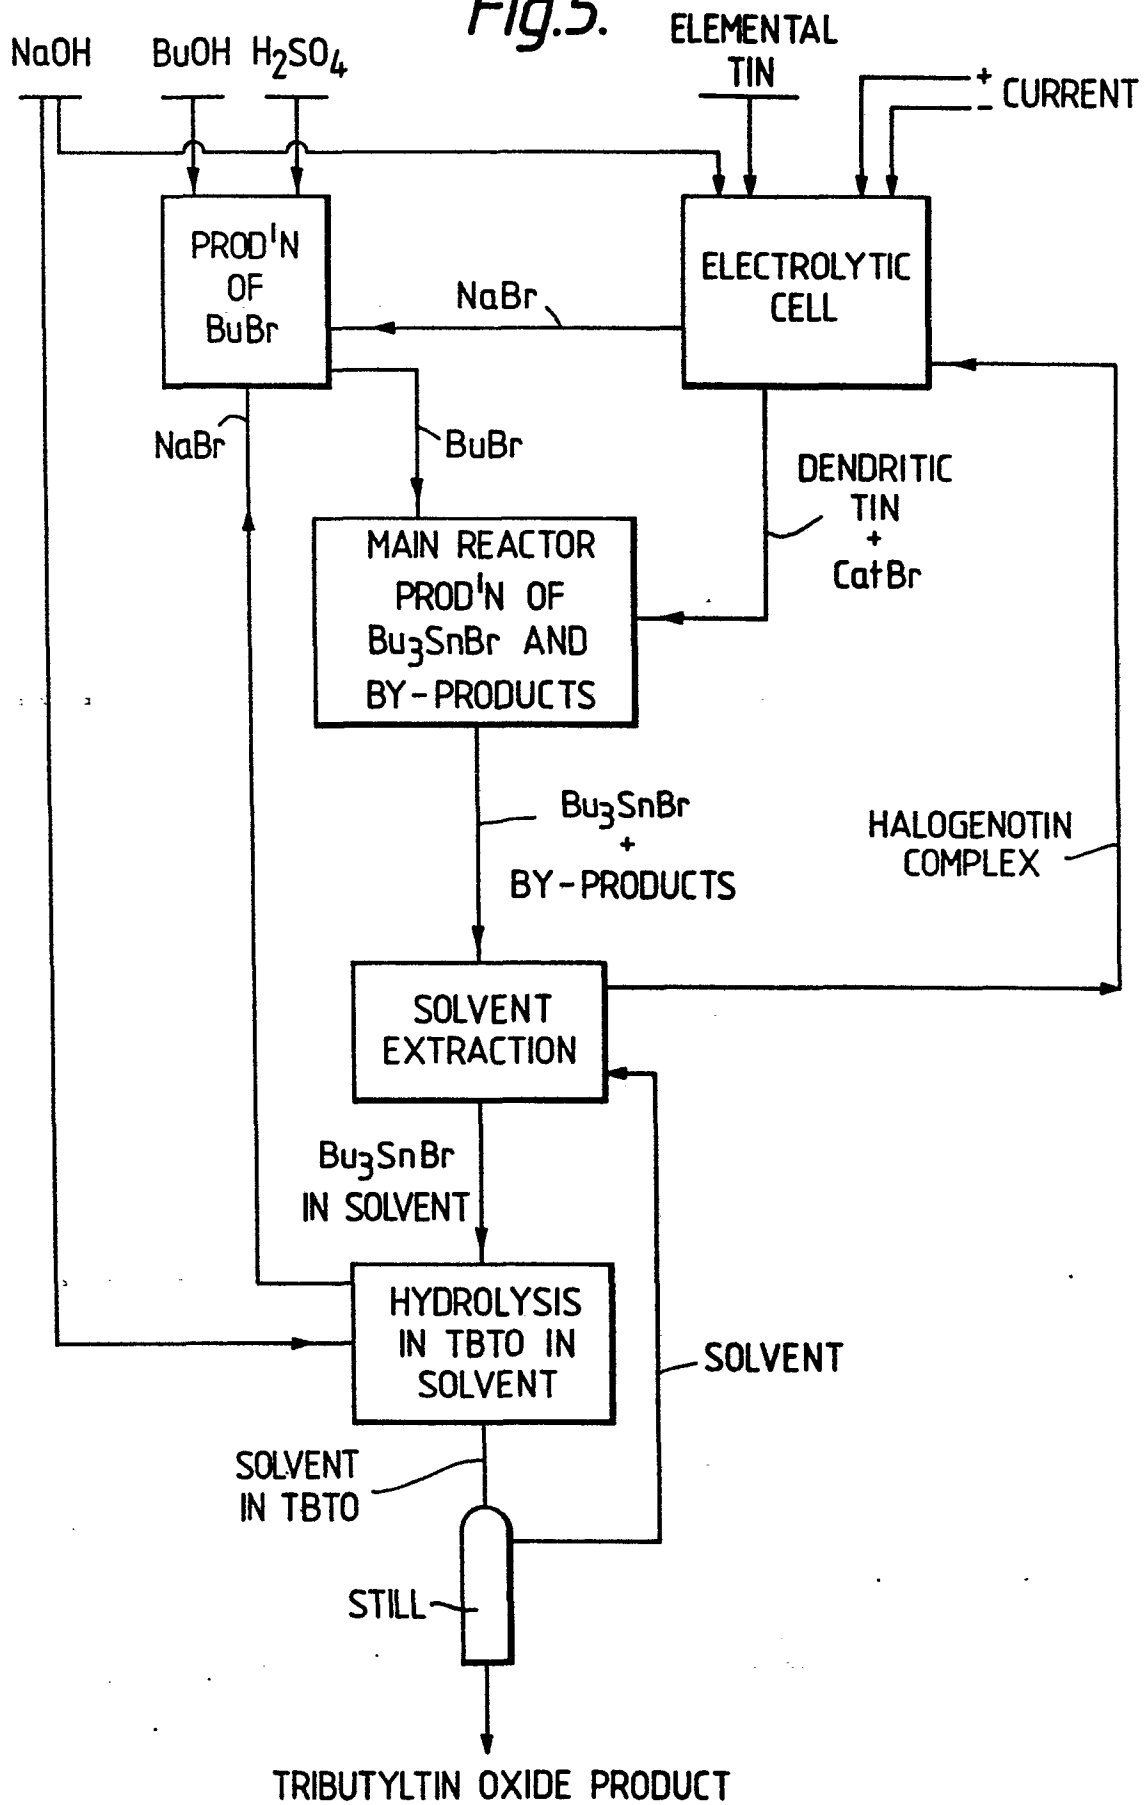 Fig.5.
NaOH
BuOH
H₂SO₄
ELEMENTAL
TIN
+
-
CURRENT
PROD'N
OF
BuBr
NaBr
ELECTROLYTIC
CELL
NaBr
BuBr
DENDRITIC
TIN
+
CatBr
MAIN REACTOR
PROD'N OF
Bu₃SnBr AND
BY-PRODUCTS
Bu₃SnBr
+
BY-PRODUCTS
HALOGENOTIN
COMPLEX
SOLVENT
EXTRACTION
Bu₃SnBr
IN SOLVENT
HYDROLYSIS
IN TBTO IN
SOLVENT
SOLVENT
SOLVENT
IN TBTO
STILL
TRIBUTYLTIN OXIDE PRODUCT